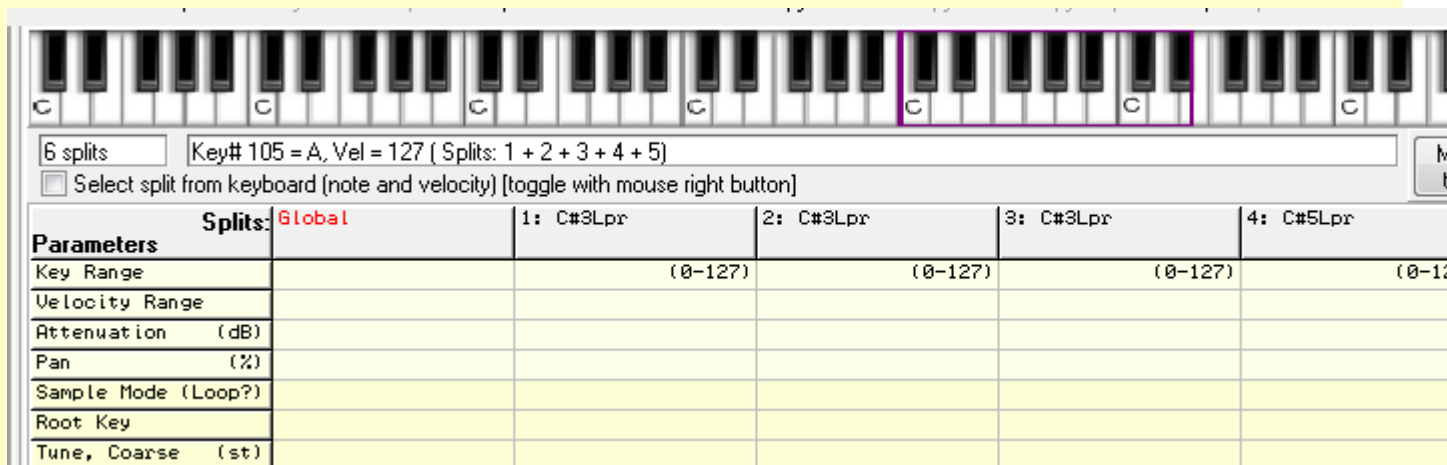 C C C C C C C
6 splits Key# 105 = A, Vel = 127 ( Splits: 1 + 2 + 3 + 4 + 5)
Select split from keyboard (note and velocity) [toggle with mouse right button]
Splits: Global 1: C#3Lpr 2: C#3Lpr 3: C#3Lpr 4: C#5Lpr
Parameters
Key Range (0-127) (0-127) (0-127)
Velocity Range
Attenuation (dB)
Pan (%)
Sample Mode (Loop?)
Root Key
Tune, Coarse (st)